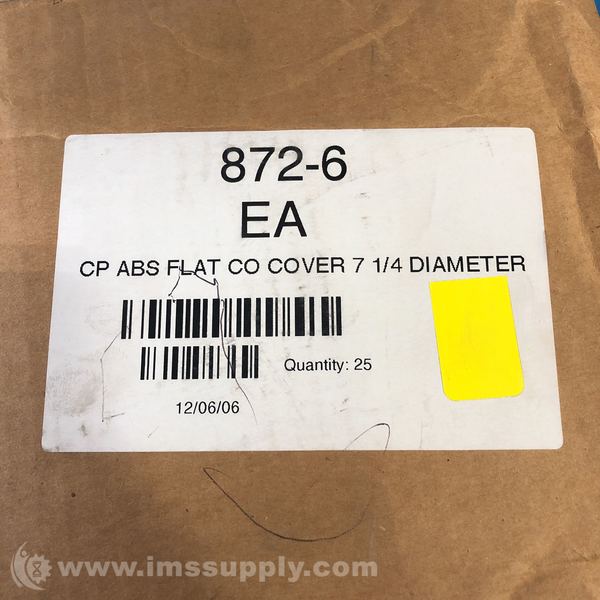 872-6
EA
CP ABS FLAT CO COVER 7 1/4 DIAMETER
Quantity: 25
12/06/06
www.imssupply.com